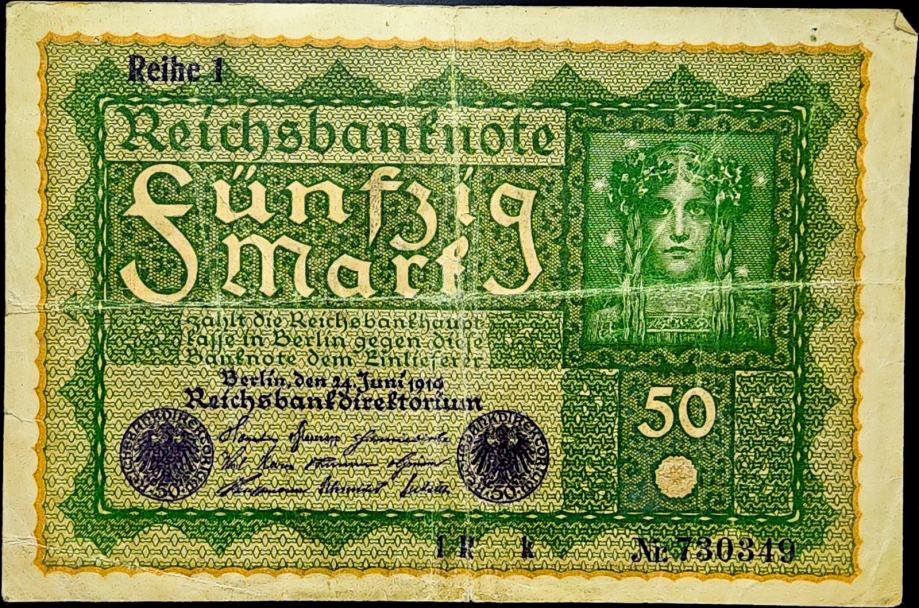 Reihe 1
Reichsbanknote
Fünfzig
Mark
zahlt die Reichsbankhaupt
kasse in Berlin gegen diese
Banknote dem Einlieferer
Berlin, den 24. Juni 1919
Reichsbankdirektorium
50
1 R k
Nr. 730349